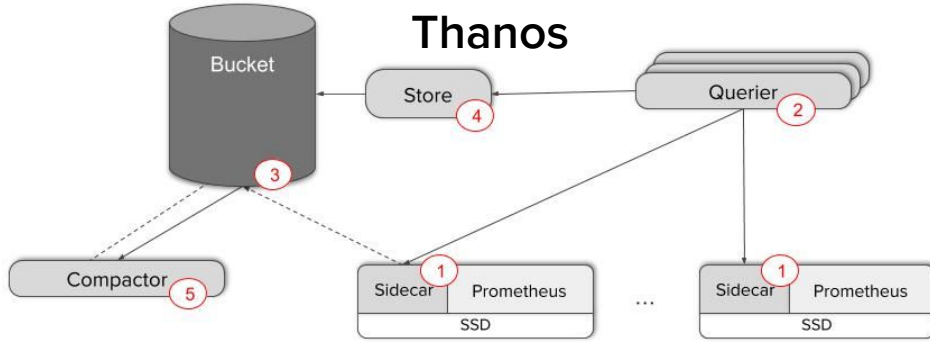 Thanos
Bucket
Store
Querier
4
2
3
Compactor
5
1
Sidecar
Prometheus
SSD
...
1
Sidecar
Prometheus
SSD